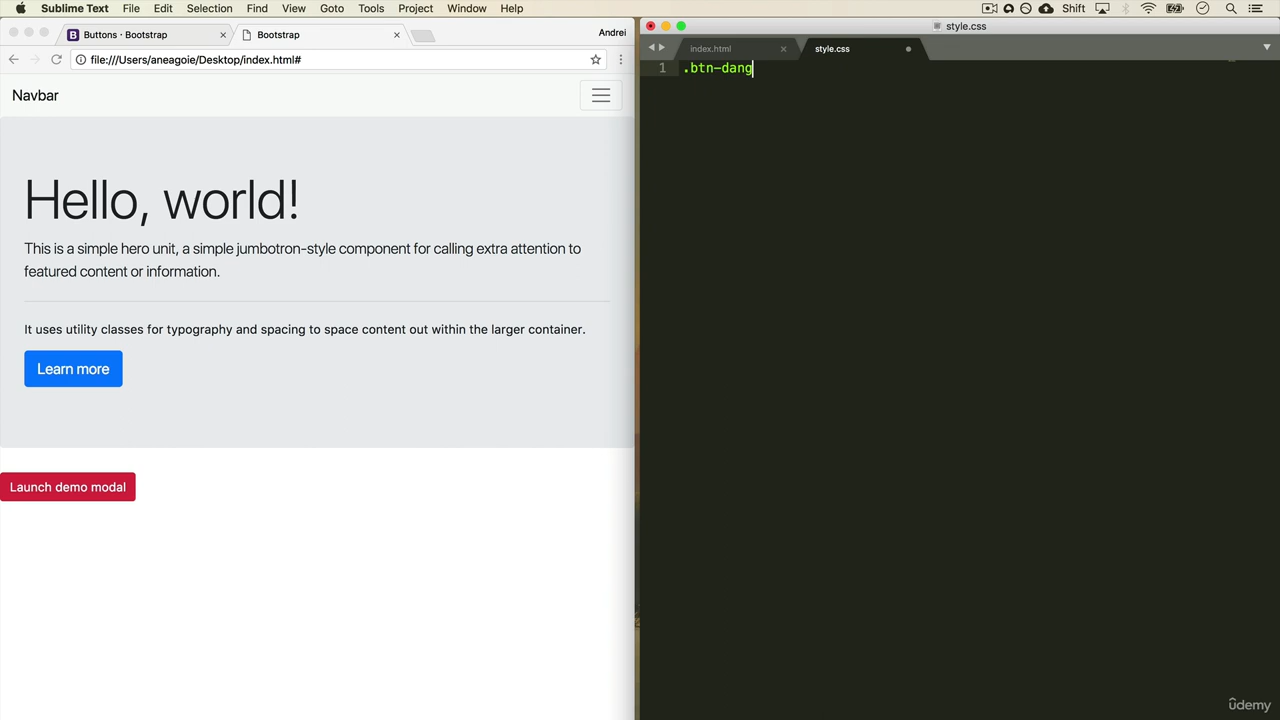 Sublime Text File Edit Selection Find View Goto Tools Project Window Help Shift
Buttons · Bootstrap
Bootstrap
Andrei
file:///Users/aneagoie/Desktop/index.html#
Navbar
Hello, world!
This is a simple hero unit, a simple jumbotron-style component for calling extra attention to
featured content or information.
It uses utility classes for typography and spacing to space content out within the larger container.
Learn more
Launch demo modal
style.css
index.html
style.css
1 .btn-dang
udemy